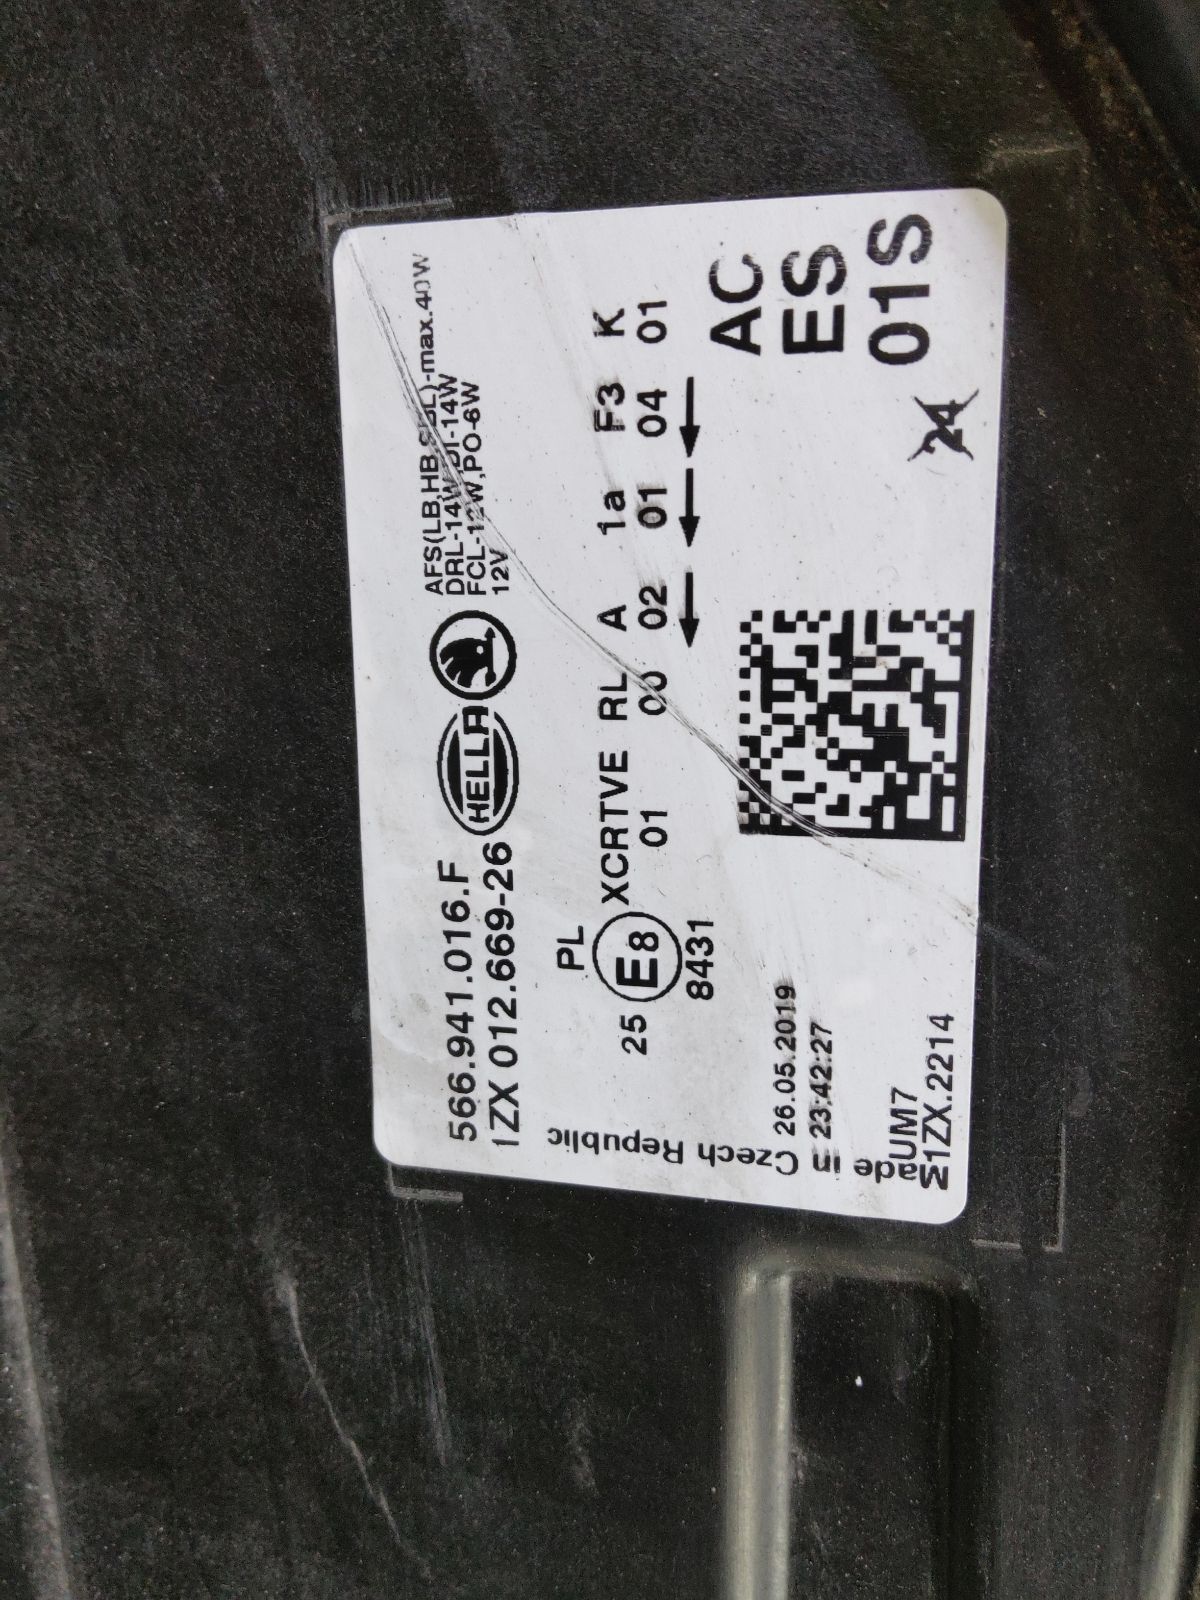 566.941.016.F
1ZX 012.669-26
HELLA
AFS(LB,HB,SBL)-max.40W
DRL-14W,DI-14W
FCL-12W,PO-6W
12V
PL
25 E8 XCRTVE RL A 1a F3 K
01 00 02 01 04 01
8431
AC
ES
01S
24
26.05.2019
23:42:27
UM7
1ZX.2214
Made in Czech Republic